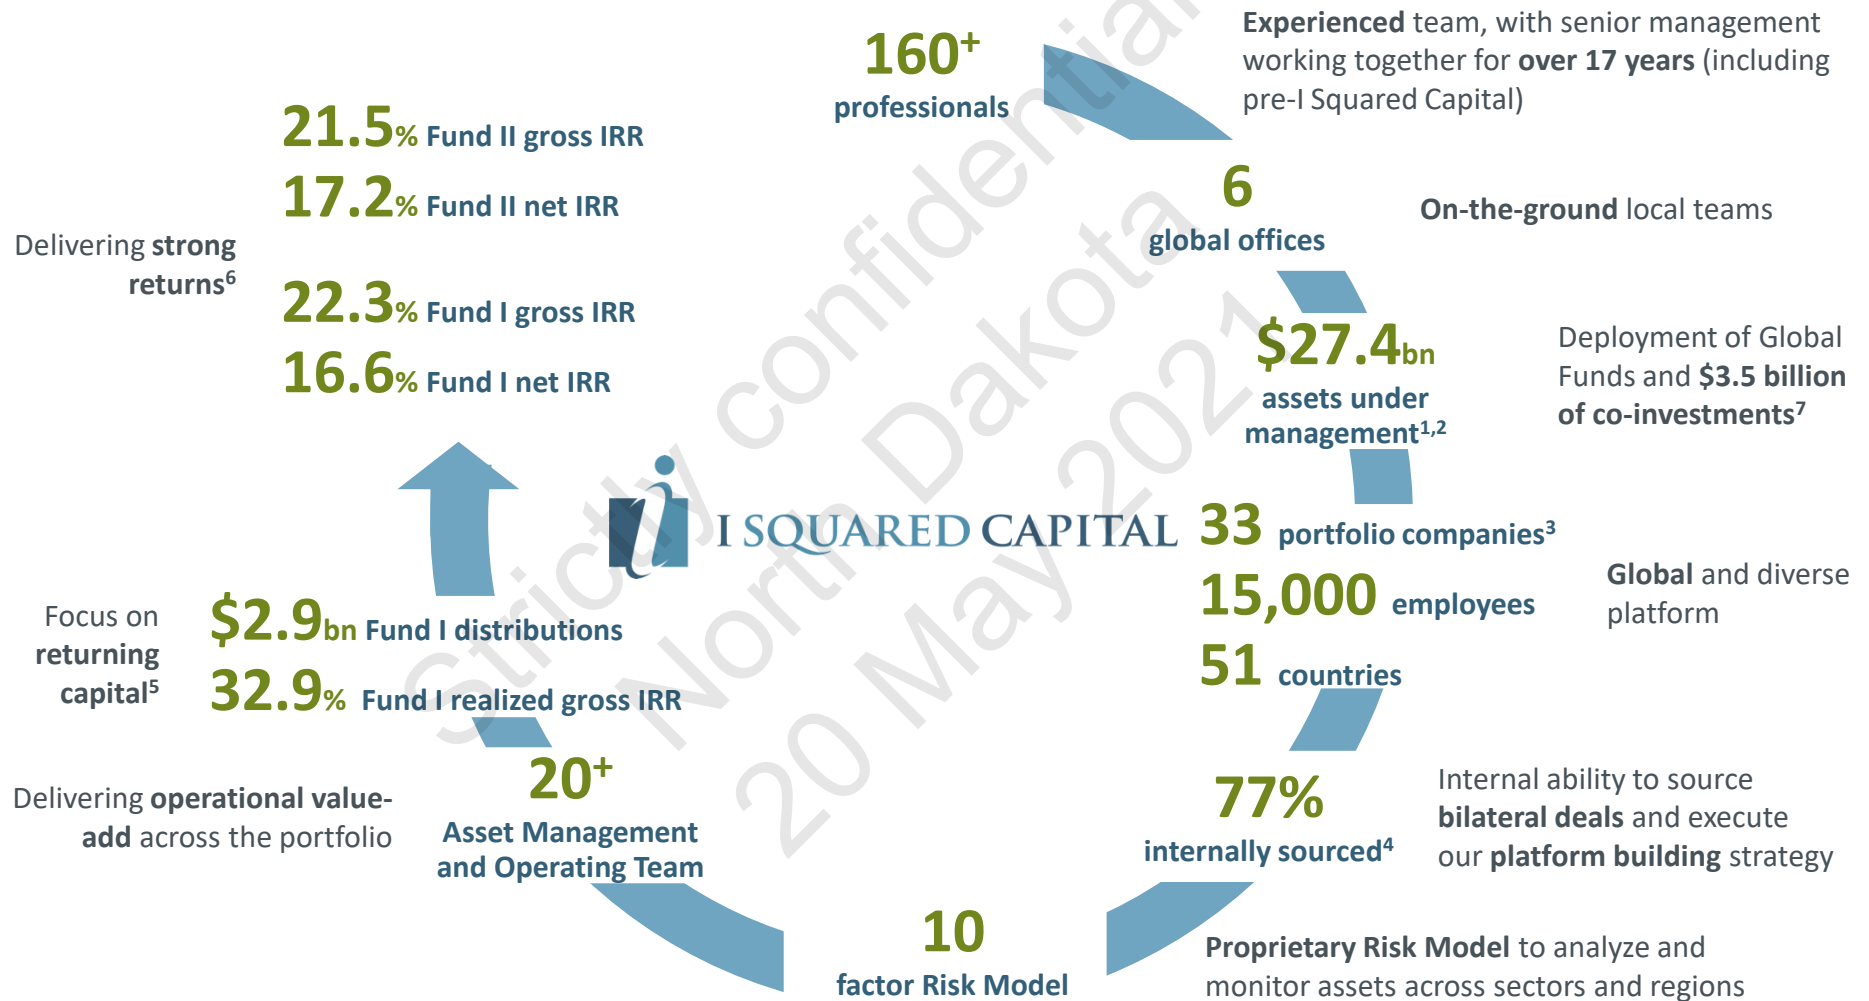 160+
professionals
Experienced team, with senior management
working together for over 17 years (including
pre-I Squared Capital)
6
global offices
On-the-ground local teams
$27.4bn
assets under
management1,2
Deployment of Global
Funds and $3.5 billion
of co-investments7
33 portfolio companies3
15,000 employees
51 countries
Global and diverse
platform
77%
internally sourced4
Internal ability to source
bilateral deals and execute
our platform building strategy
10
factor Risk Model
Proprietary Risk Model to analyze and
monitor assets across sectors and regions
20+
Asset Management
and Operating Team
Delivering operational value-
add across the portfolio
$2.9bn Fund I distributions
32.9% Fund I realized gross IRR
Focus on
returning
capital5
21.5% Fund II gross IRR
17.2% Fund II net IRR
22.3% Fund I gross IRR
16.6% Fund I net IRR
Delivering strong
returns6
I SQUARED CAPITAL
Strictly confidential
North Dakota
20 May 2021